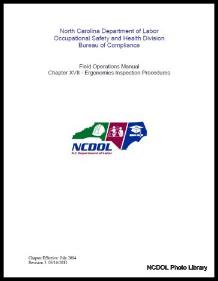 North Carolina Department of Labor
Occupational Safety and Health Division
Bureau of Compliance
Field Operations Manual
Chapter XVII - Ergonomics Inspection Procedures
NCDOL
N.C. Department of Labor
Chapter Effective: July 2004
NCDOL Photo Library